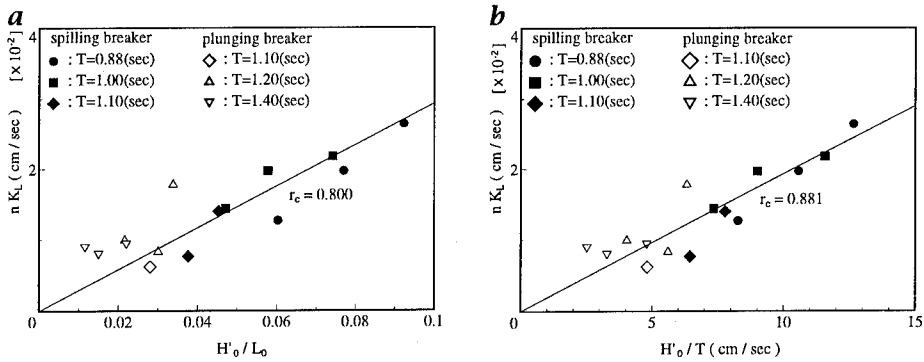 a
n K_L ( cm / sec ) [ x 10⁻² ]
4
2
0
spilling breaker plunging breaker
: T=0.88(sec) : T=1.10(sec)
: T=1.00(sec) : T=1.20(sec)
: T=1.10(sec) : T=1.40(sec)
r_c = 0.800
0.02 0.04 0.06 0.08 0.1
H'₀ / L₀
b
n K_L ( cm / sec ) [ x 10⁻² ]
4
2
0
spilling breaker plunging breaker
: T=0.88(sec) : T=1.10(sec)
: T=1.00(sec) : T=1.20(sec)
: T=1.10(sec) : T=1.40(sec)
r_c = 0.881
5 10 15
H'₀ / T ( cm / sec )